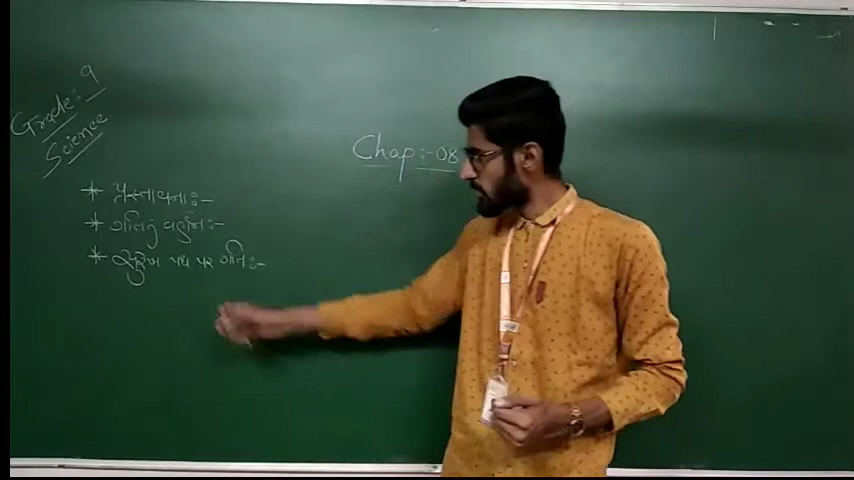 Grade: 9
Science
Chap:-08
* પ્રસ્તાવના:-
* ગતિનું વર્ણન:-
* સુરેખ પથ પર ગતિ:-